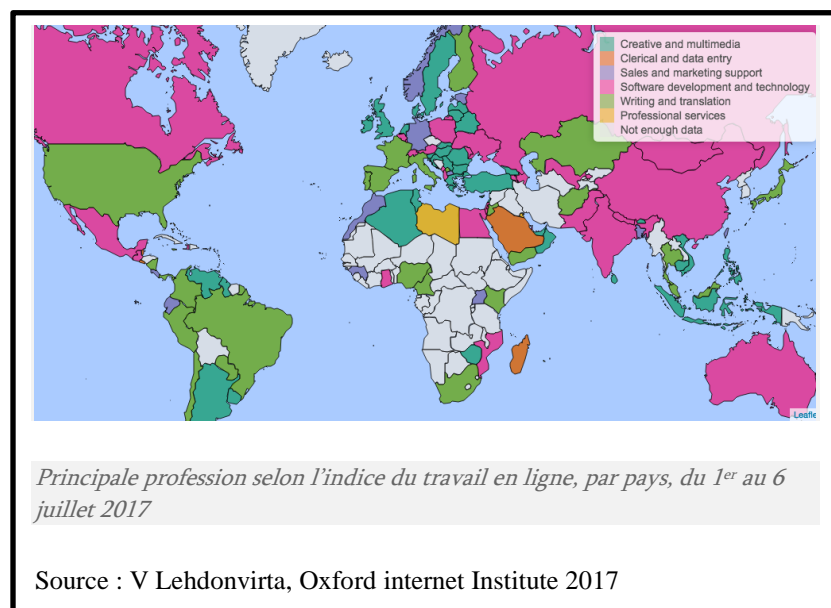 Creative and multimedia
Clerical and data entry
Sales and marketing support
Software development and technology
Writing and translation
Professional services
Not enough data
Leafle
Principale profession selon l'indice du travail en ligne, par pays, du 1er au 6
juillet 2017
Source : V Lehdonvirta, Oxford internet Institute 2017